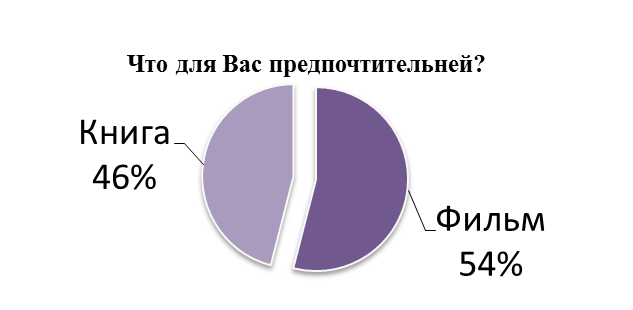 Что для Вас предпочтительней?
Книга
46%
Фильм
54%